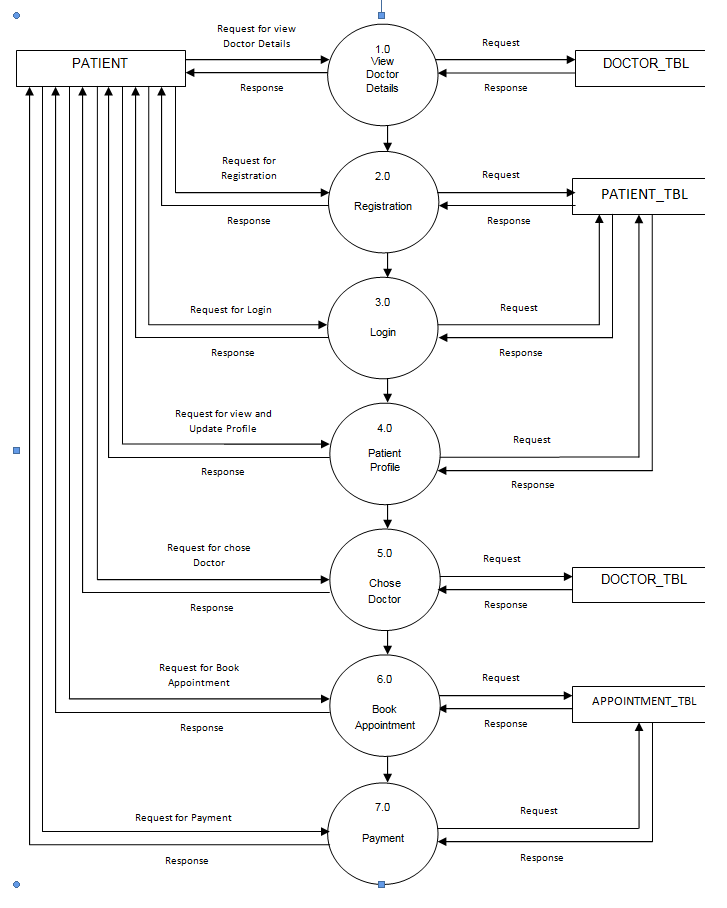 Request for view
Doctor Details
Request
PATIENT
1.0
View
Doctor
Details
DOCTOR_TBL
Response
Response
Request for
Registration
Request
2.0
Registration
PATIENT_TBL
Response
Response
Request for Login
3.0
Login
Request
Response
Response
Request for view and
Update Profile
4.0
Patient
Profile
Request
Response
Response
Request for chose
Doctor
5.0
Chose
Doctor
Request
DOCTOR_TBL
Response
Response
Request for Book
Appointment
6.0
Book
Appointment
Request
APPOINTMENT_TBL
Response
Response
Request for Payment
7.0
Payment
Request
Response
Response